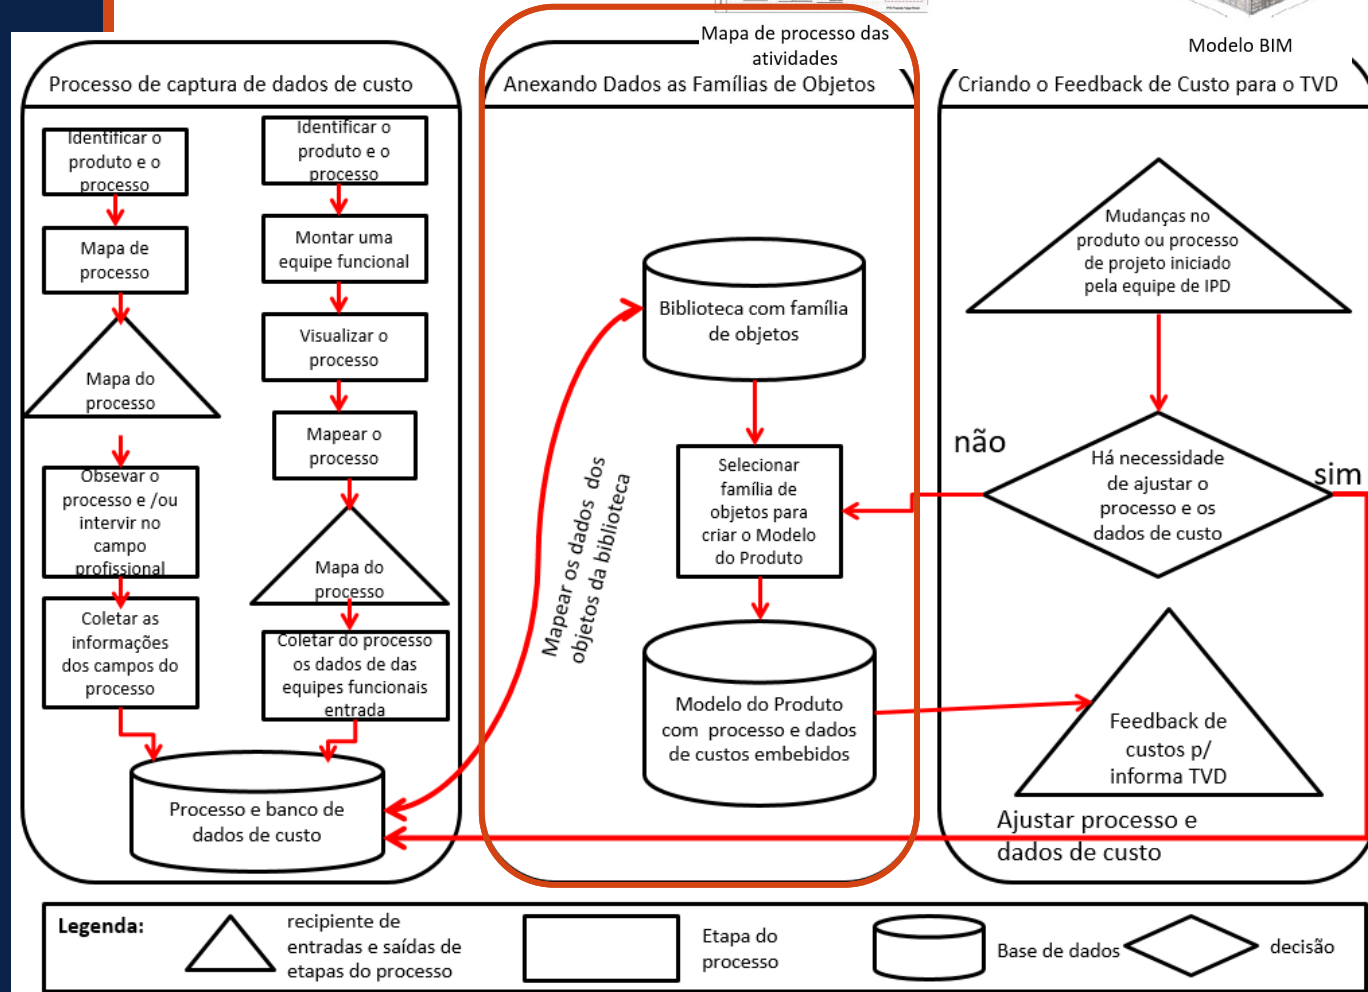 Mapa de processo das
atividades
Modelo BIM
Processo de captura de dados de custo
Identificar o
produto e o
processo
Mapa de
processo
Mapa do
processo
Obsevar o
processo e /ou
intervir no
campo
profissional
Coletar as
informações
dos campos do
processo
Identificar o
produto e o
processo
Montar uma
equipe funcional
Visualizar o
processo
Mapear o
processo
Mapa do
processo
Coletar do processo
os dados de das
equipes funcionais
entrada
Processo e banco de
dados de custo
Anexando Dados as Famílias de Objetos
Mapear os dados dos
objetos da biblioteca
Biblioteca com família
de objetos
Selecionar
família de
objetos para
criar o Modelo
do Produto
Modelo do Produto
com processo e dados
de custos embebidos
Criando o Feedback de Custo para o TVD
Mudanças no
produto ou processo
de projeto iniciado
pela equipe de IPD
não
Há necessidade
de ajustar o
processo e os
dados de custo
sim
Feedback de
custos p/
informa TVD
Ajustar processo e
dados de custo
Legenda:
recipiente de
entradas e saídas de
etapas do processo
Etapa do
processo
Base de dados
decisão